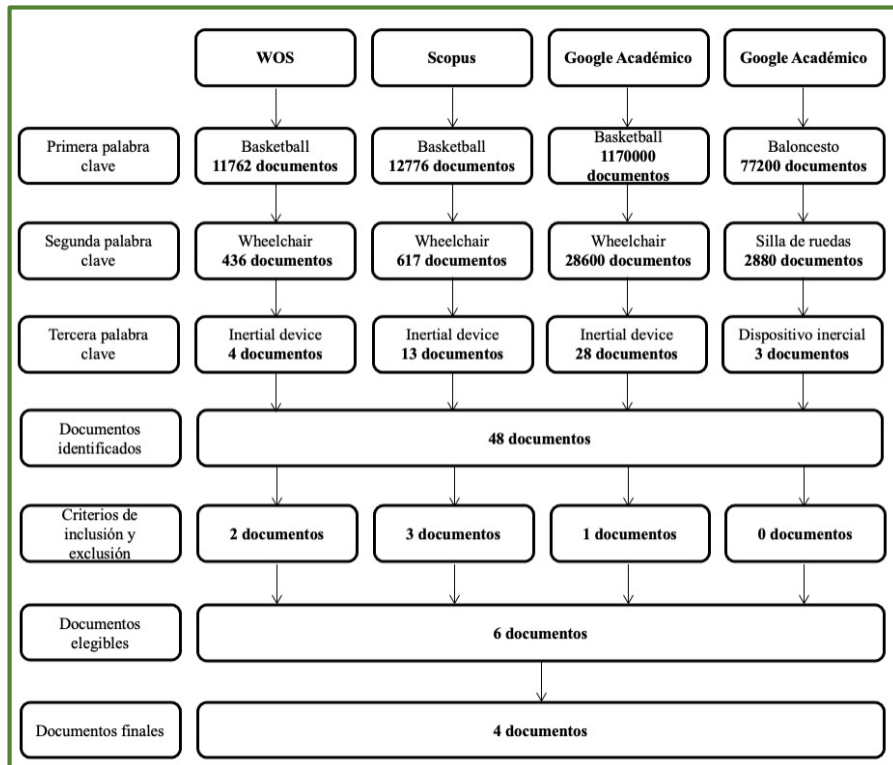 WOS
Scopus
Google Académico
Google Académico
Primera palabra
clave
Basketball
11762 documentos
Basketball
12776 documentos
Basketball
1170000
documentos
Baloncesto
77200 documentos
Segunda palabra
clave
Wheelchair
436 documentos
Wheelchair
617 documentos
Wheelchair
28600 documentos
Silla de ruedas
2880 documentos
Tercera palabra
clave
Inertial device
4 documentos
Inertial device
13 documentos
Inertial device
28 documentos
Dispositivo inercial
3 documentos
Documentos
identificados
48 documentos
Criterios de
inclusión y
exclusión
2 documentos
3 documentos
1 documentos
0 documentos
Documentos
elegibles
6 documentos
Documentos finales
4 documentos